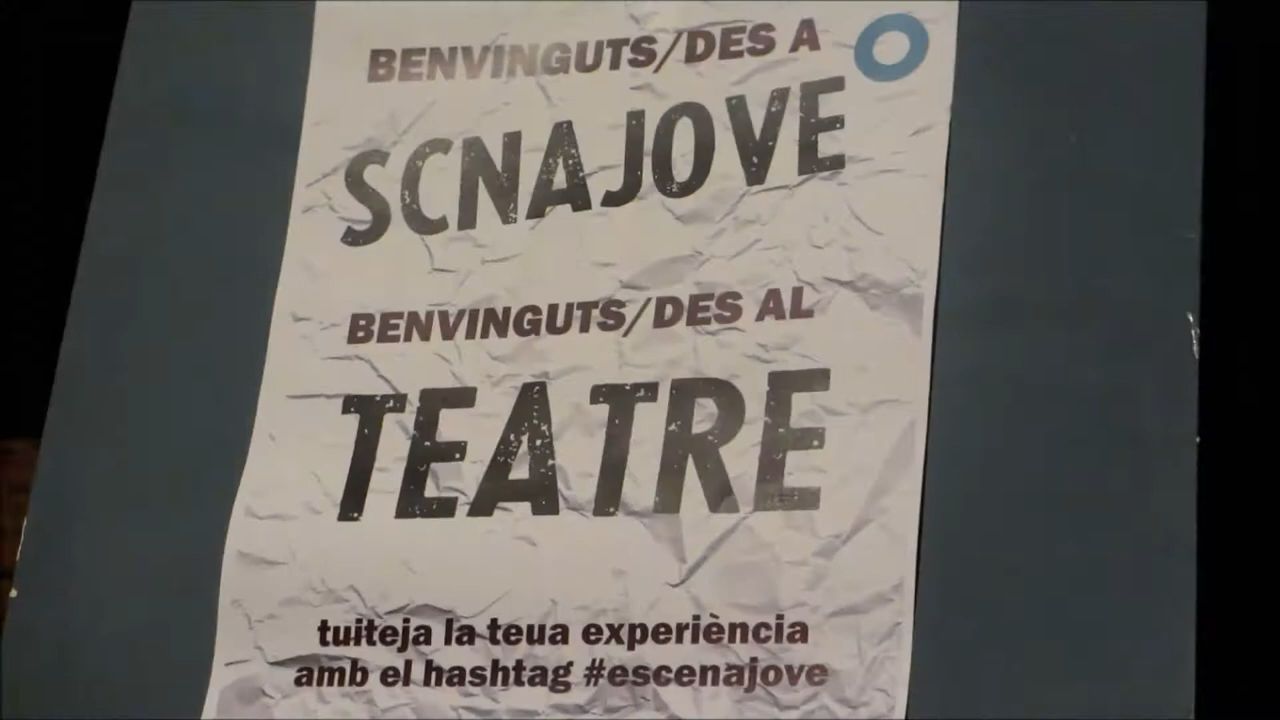 BENVINGUTS/DES A
SCNAJOVE
BENVINGUTS/DES AL
TEATRE
tuiteja la teua experiència
amb el hashtag #escenajove